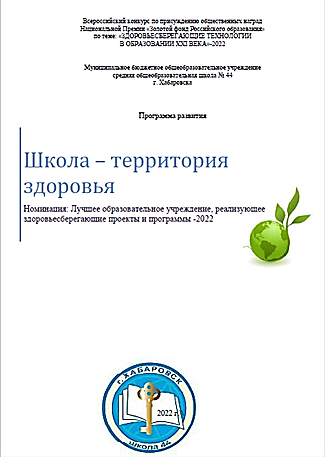 Всероссийский конкурс по присуждению общественных наград
Национальной Премии «Золотой фонд Российского образования»
по теме: «ЗДОРОВЬЕСБЕРЕГАЮЩИЕ ТЕХНОЛОГИИ
В ОБРАЗОВАНИИ XXI ВЕКА»-2022
Муниципальное бюджетное общеобразовательное учреждение
средняя общеобразовательная школа № 44
г. Хабаровска
Программа развития
Школа – территория
здоровья
Номинация: Лучшее образовательное учреждение, реализующее
здоровьесберегающие проекты и программы -2022
г. ХАБАРОВСК
2022 г.
ШКОЛА 44